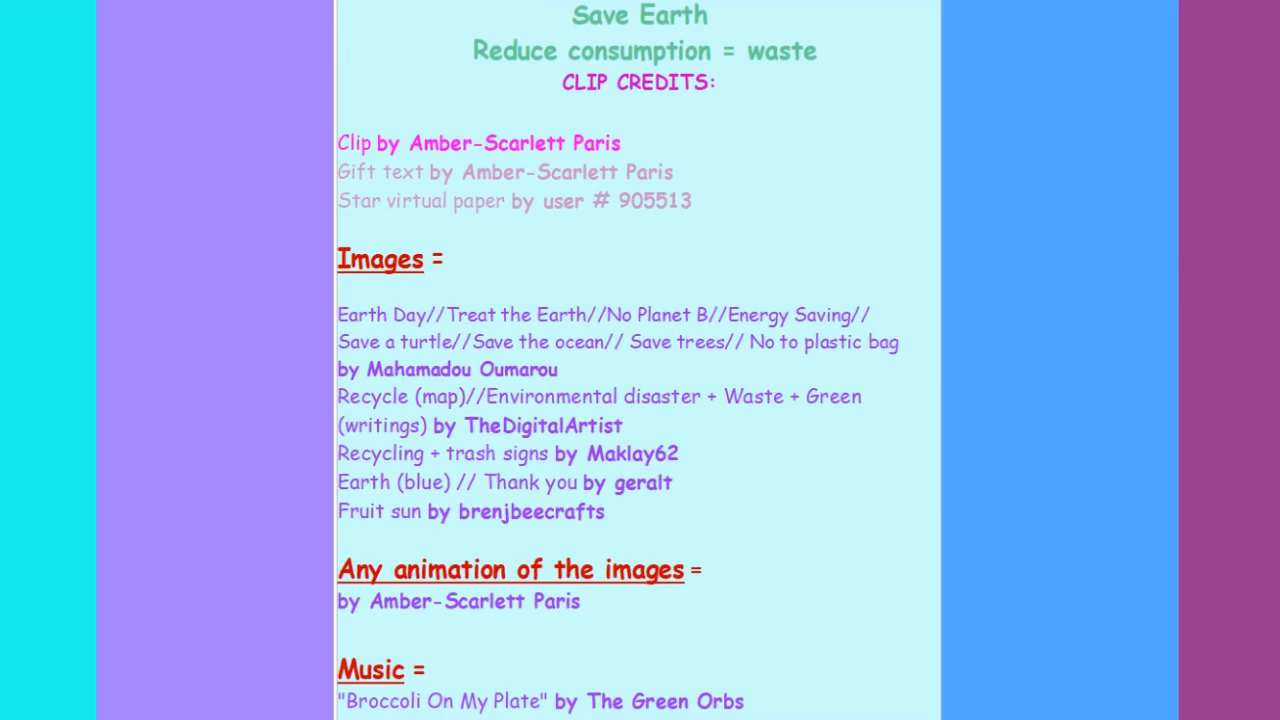 Save Earth
Reduce consumption = waste
CLIP CREDITS:
Clip by Amber-Scarlett Paris
Gift text by Amber-Scarlett Paris
Star virtual paper by user # 905513
Images =
Earth Day//Treat the Earth//No Planet B//Energy Saving//
Save a turtle//Save the ocean// Save trees// No to plastic bag
by Mahamadou Oumarou
Recycle (map)//Environmental disaster + Waste + Green
(writings) by TheDigitalArtist
Recycling + trash signs by Maklay62
Earth (blue) // Thank you by geralt
Fruit sun by brenjbeecrafts
Any animation of the images =
by Amber-Scarlett Paris
Music =
"Broccoli On My Plate" by The Green Orbs